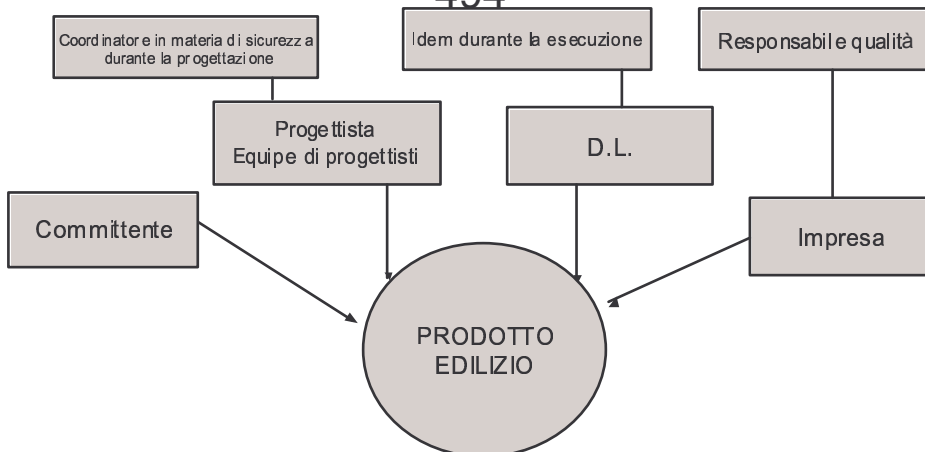 Coordinatore in materia di sicurezza
durante la progettazione
Idem durante la esecuzione
Responsabile qualità
Progettista
Equipe di progettisti
D.L.
Committente
Impresa
PRODOTTO
EDILIZIO